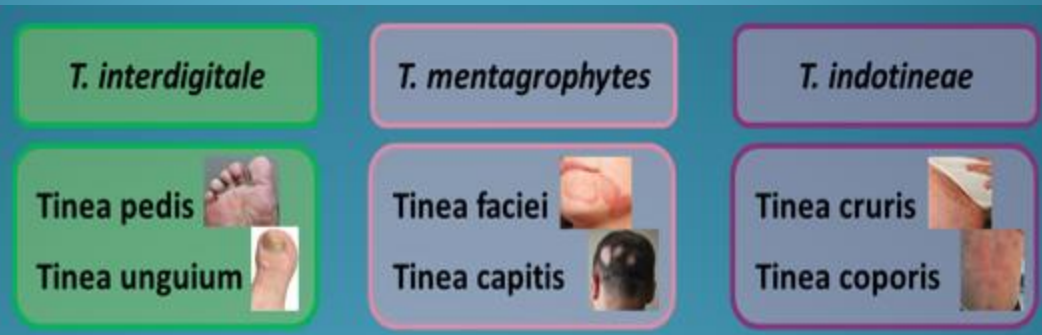 T. interdigitale
T. mentagrophytes
T. indotineae
Tinea pedis
Tinea unguium
Tinea faciei
Tinea capitis
Tinea cruris
Tinea coporis